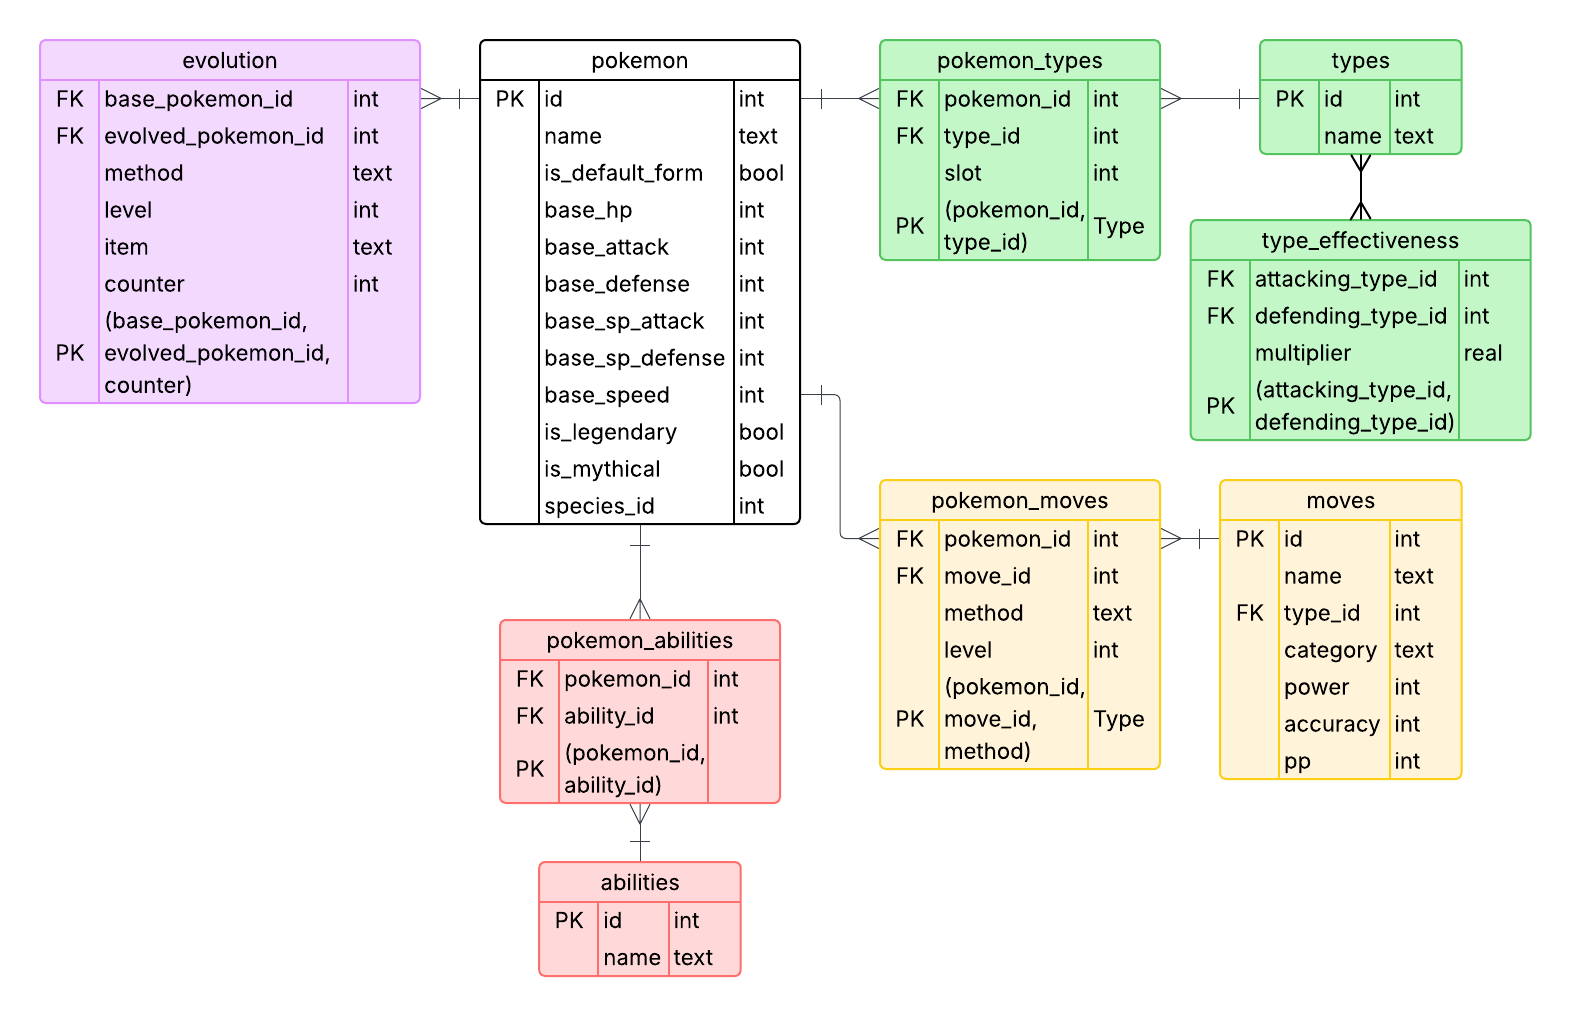 evolution
FK base_pokemon_id int
FK evolved_pokemon_id int
method text
level int
item text
counter int
(base_pokemon_id,
PK evolved_pokemon_id,
counter)
pokemon
PK id int
name text
is_default_form bool
base_hp int
base_attack int
base_defense int
base_sp_attack int
base_sp_defense int
base_speed int
is_legendary bool
is_mythical bool
species_id int
pokemon_types
FK pokemon_id int
FK type_id int
slot int
(pokemon_id,
PK Type
type_id)
types
PK id int
name text
type_effectiveness
FK attacking_type_id int
FK defending_type_id int
multiplier real
(attacking_type_id,
PK
defending_type_id)
pokemon_moves
FK pokemon_id int
FK move_id int
method text
level int
(pokemon_id,
PK move_id, Type
method)
moves
PK id int
name text
FK type_id int
category text
power int
accuracy int
pp int
pokemon_abilities
FK pokemon_id int
FK ability_id int
(pokemon_id,
PK
ability_id)
abilities
PK id int
name text